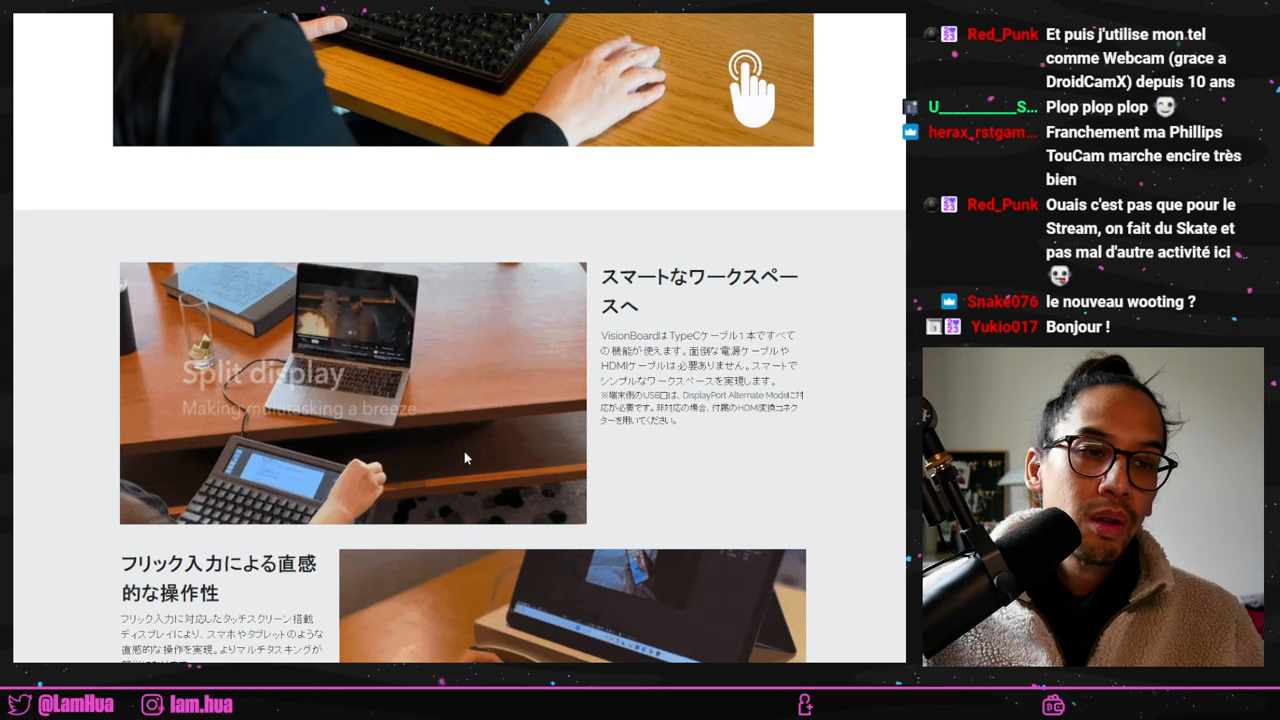 Split display
Making multitasking a breeze
スマートなワークスペー
スへ
VisionBoardはTypeCケーブル1本ですべて
の機能が使えます。面倒な電源ケーブルや
HDMIケーブルは必要ありません。スマートで
シンプルなワークスペースを実現します。
※端末側のUSB口は、DisplayPort Alternate Modeに対
応が必要です。非対応の場合、付属のHDMI変換コネク
ターを用いてください。
フリック入力による直感
的な操作性
フリック入力に対応したタッチスクリーン搭載
ディスプレイにより、スマホやタブレットのような
直感的な操作を実現。よりマルチタスキングが
Red_Punk Et puis j'utilise mon tel
comme Webcam (grace a
DroidCamX) depuis 10 ans
U__________S... Plop plop plop
herax_rstgam... Franchement ma Phillips
TouCam marche encire très
bien
Red_Punk Ouais c'est pas que pour le
Stream, on fait du Skate et
pas mal d'autre activité ici
Snake076 le nouveau wooting ?
Yukio017 Bonjour !
@LamHua lam.hua